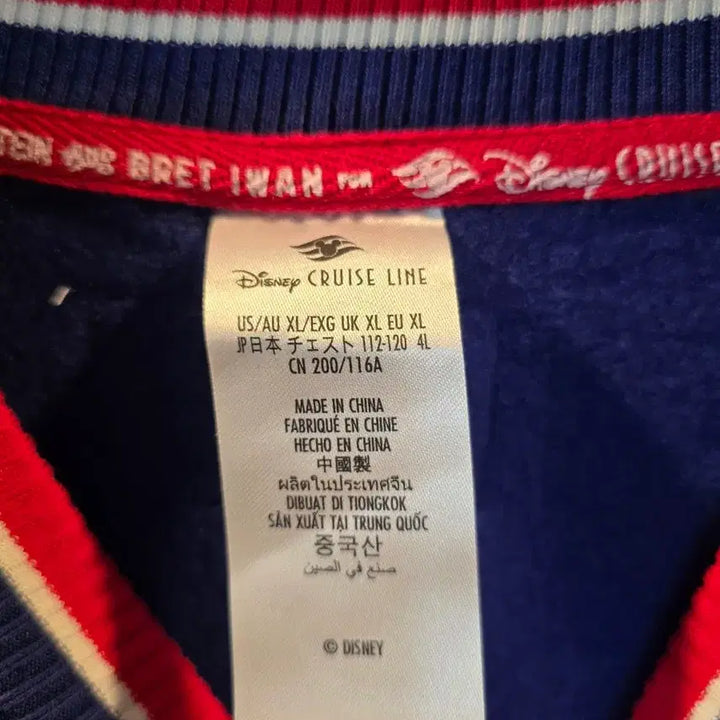 TEIN AND BRET IWAN FOR Disney CRUISE
Disney CRUISE LINE
US/AU XL/EXG UK XL EU XL
JP日本 チェスト 112-120 4L
CN 200/116A
MADE IN CHINA
FABRIQUÉ EN CHINE
HECHO EN CHINA
中國製
ผลิตในประเทศจีน
DIBUAT DI TIONGKOK
SẢN XUẤT TẠI TRUNG QUỐC
중국산
صنع في الصين
© DISNEY